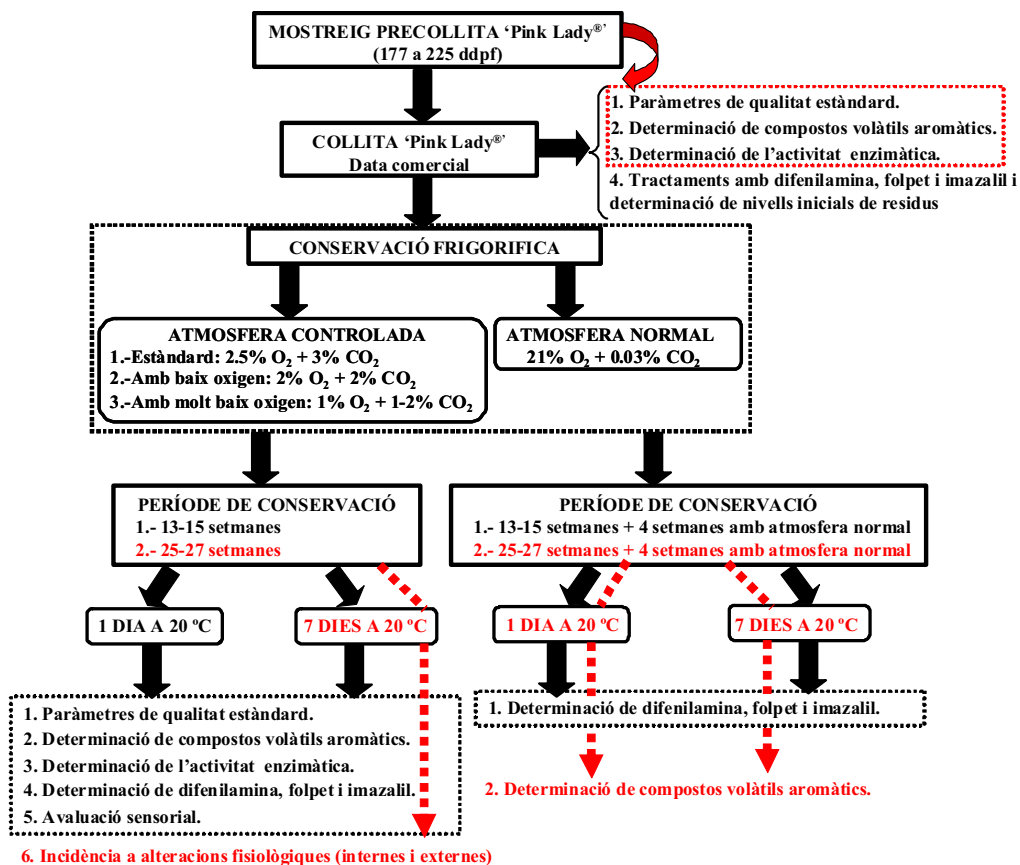 MOSTREIG PRECOLLITA ‘Pink Lady®’
(177 a 225 ddpf)
COLLITA ‘Pink Lady®’
Data comercial
1. Paràmetres de qualitat estàndard.
2. Determinació de compostos volàtils aromàtics.
3. Determinació de l’activitat enzimàtica.
4. Tractaments amb difenilamina, folpet i imazalil i
determinació de nivells inicials de residus
CONSERVACIÓ FRIGORIFICA
ATMOSFERA CONTROLADA
1.-Estàndard: 2.5% O₂ + 3% CO₂
2.-Amb baix oxigen: 2% O₂ + 2% CO₂
3.-Amb molt baix oxigen: 1% O₂ + 1-2% CO₂
ATMOSFERA NORMAL
21% O₂ + 0.03% CO₂
PERÍODE DE CONSERVACIÓ
1.- 13-15 setmanes
2.- 25-27 setmanes
PERÍODE DE CONSERVACIÓ
1.- 13-15 setmanes + 4 setmanes amb atmosfera normal
2.- 25-27 setmanes + 4 setmanes amb atmosfera normal
1 DIA A 20 ºC
7 DIES A 20 ºC
1 DIA A 20 ºC
7 DIES A 20 ºC
1. Paràmetres de qualitat estàndard.
2. Determinació de compostos volàtils aromàtics.
3. Determinació de l’activitat enzimàtica.
4. Determinació de difenilamina, folpet i imazalil.
5. Avaluació sensorial.
6. Incidència a alteracions fisiològiques (internes i externes)
1. Determinació de difenilamina, folpet i imazalil.
2. Determinació de compostos volàtils aromàtics.